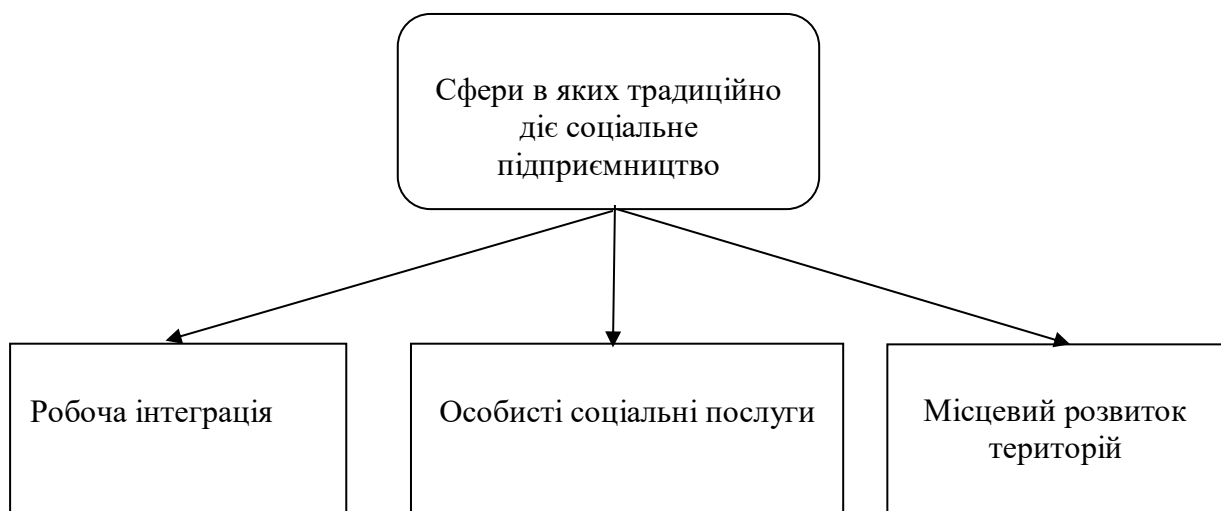 Сфери в яких традиційно
діє соціальне
підприємництво
Робоча інтеграція
Особисті соціальні послуги
Місцевий розвиток
територій